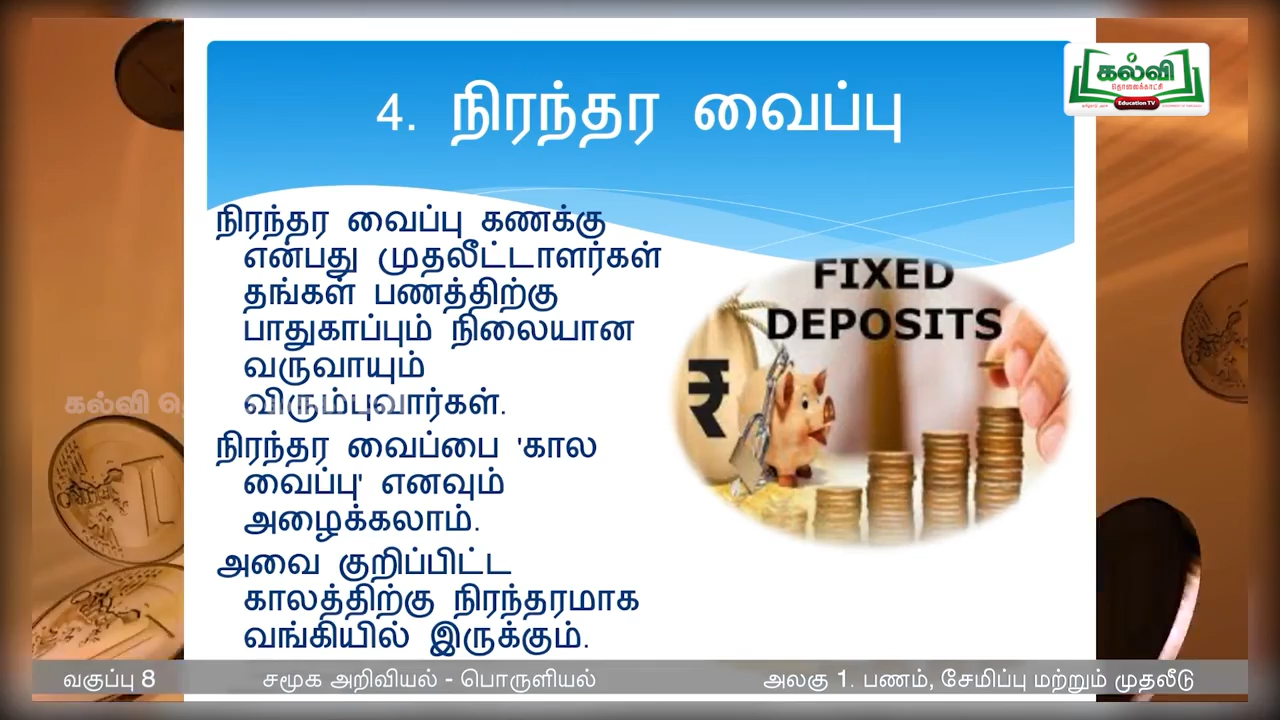 4. நிரந்தர வைப்பு
கல்வி
தொலைக்காட்சி
Education TV
நிரந்தர வைப்பு கணக்கு
என்பது முதலீட்டாளர்கள்
தங்கள் பணத்திற்கு
பாதுகாப்பும் நிலையான
வருவாயும்
விரும்புவார்கள்.
நிரந்தர வைப்பை 'கால
வைப்பு' எனவும்
அழைக்கலாம்.
அவை குறிப்பிட்ட
காலத்திற்கு நிரந்தரமாக
வங்கியில் இருக்கும்.
FIXED
DEPOSITS
₹
கல்வி
வகுப்பு 8 சமூக அறிவியல் - பொருளியல் அலகு 1. பணம், சேமிப்பு மற்றும் முதலீடு